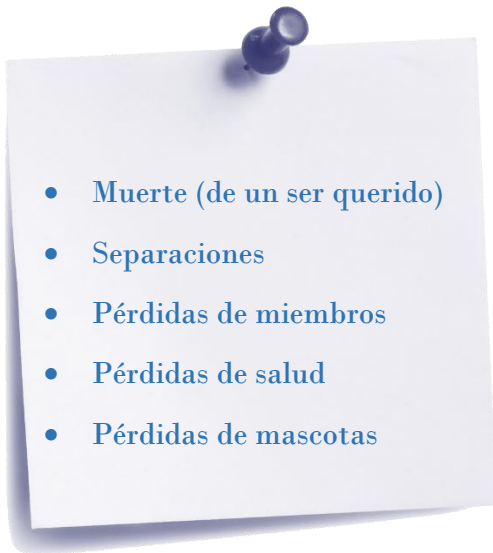 • Muerte (de un ser querido)
• Separaciones
• Pérdidas de miembros
• Pérdidas de salud
• Pérdidas de mascotas